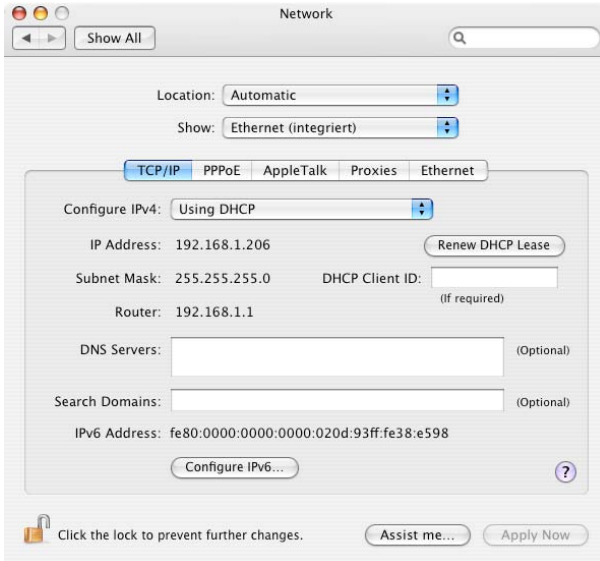 Network
Show All
Location: Automatic
Show: Ethernet (integriert)
TCP/IP PPPoE AppleTalk Proxies Ethernet
Configure IPv4: Using DHCP
IP Address: 192.168.1.206 Renew DHCP Lease
Subnet Mask: 255.255.255.0 DHCP Client ID:
(If required)
Router: 192.168.1.1
DNS Servers: (Optional)
Search Domains: (Optional)
IPv6 Address: fe80:0000:0000:0000:020d:93ff:fe38:e598
Configure IPv6...
?
Click the lock to prevent further changes. Assist me... Apply Now